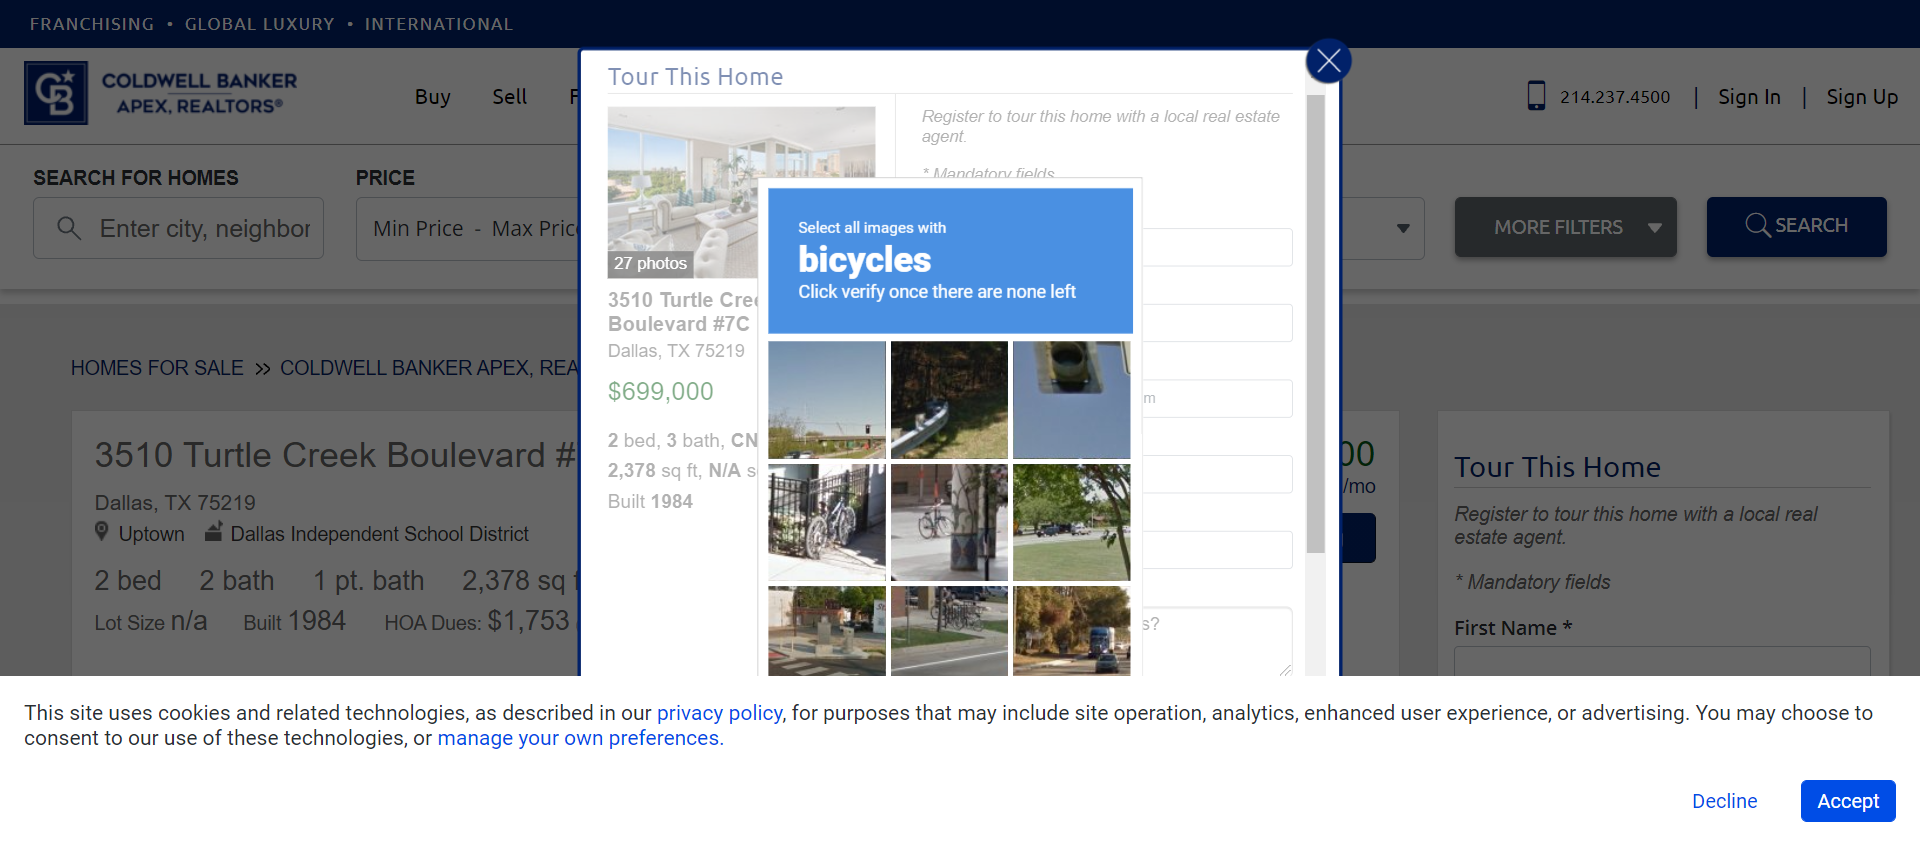 FRANCHISING • GLOBAL LUXURY • INTERNATIONAL
COLDWELL BANKER
APEX, REALTORS®
Buy Sell F
214.237.4500 | Sign In | Sign Up
SEARCH FOR HOMES
Enter city, neighbor
PRICE
Min Price - Max Pric
MORE FILTERS
SEARCH
HOMES FOR SALE » COLDWELL BANKER APEX, REA
3510 Turtle Creek Boulevard #
Dallas, TX 75219
Uptown Dallas Independent School District
2 bed 2 bath 1 pt. bath 2,378 sq
Lot Size n/a Built 1984 HOA Dues: $1,753
Tour This Home
27 photos
3510 Turtle Cree
Boulevard #7C
Dallas, TX 75219
$699,000
2 bed, 3 bath, CN
2,378 sq ft, N/A s
Built 1984
Register to tour this home with a local real estate
agent.
* Mandatory fields
m
s?
Select all images with
bicycles
Click verify once there are none left
00
/mo
Tour This Home
Register to tour this home with a local real
estate agent.
* Mandatory fields
First Name *
This site uses cookies and related technologies, as described in our privacy policy, for purposes that may include site operation, analytics, enhanced user experience, or advertising. You may choose to
consent to our use of these technologies, or manage your own preferences.
Decline
Accept